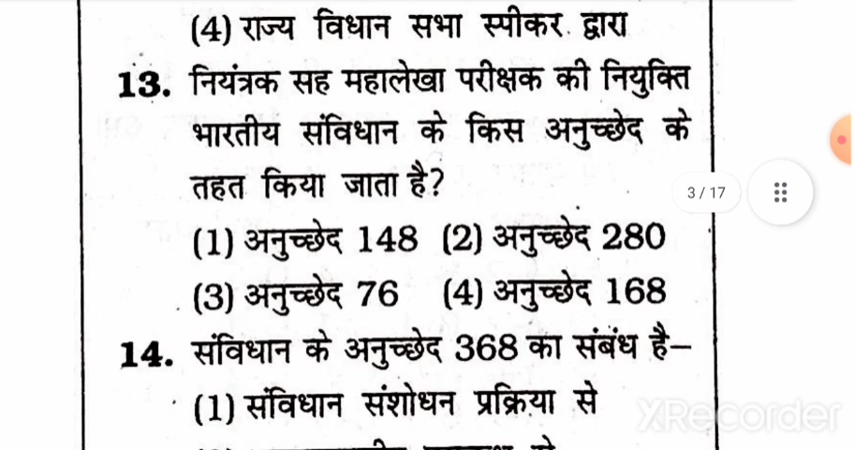 (4) राज्य विधान सभा स्पीकर द्वारा
13. नियंत्रक सह महालेखा परीक्षक की नियुक्ति
भारतीय संविधान के किस अनुच्छेद के
तहत किया जाता है?
3 / 17
(1) अनुच्छेद 148 (2) अनुच्छेद 280
(3) अनुच्छेद 76 (4) अनुच्छेद 168
14. संविधान के अनुच्छेद 368 का संबंध है–
(1) संविधान संशोधन प्रक्रिया से
XRecorder